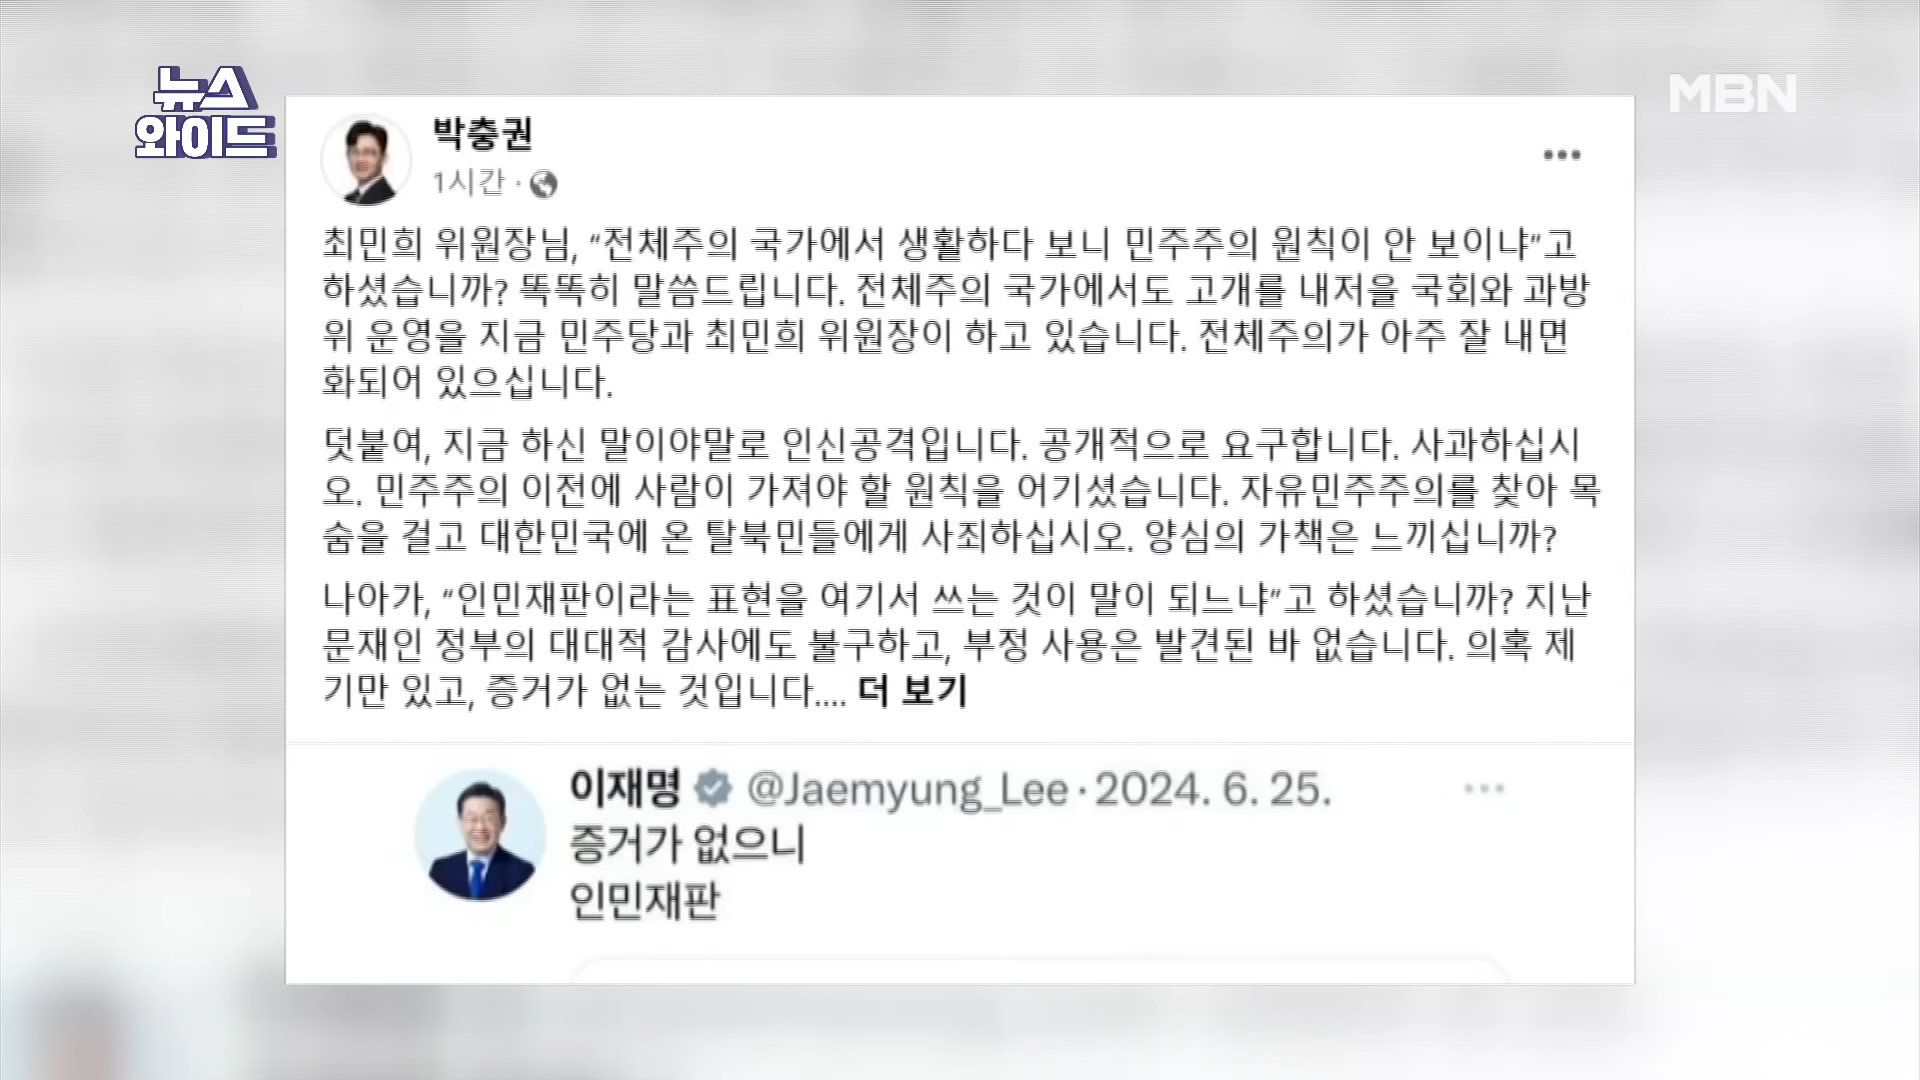 뉴스
와이드
MBN
박충권
1시간 ·
최민희 위원장님, “전체주의 국가에서 생활하다 보니 민주주의 원칙이 안 보이냐”고
하셨습니까? 똑똑히 말씀드립니다. 전체주의 국가에서도 고개를 내저을 국회와 과방
위 운영을 지금 민주당과 최민희 위원장이 하고 있습니다. 전체주의가 아주 잘 내면
화되어 있으십니다.
덧붙여, 지금 하신 말이야말로 인신공격입니다. 공개적으로 요구합니다. 사과하십시
오. 민주주의 이전에 사람이 가져야 할 원칙을 어기셨습니다. 자유민주주의를 찾아 목
숨을 걸고 대한민국에 온 탈북민들에게 사죄하십시오. 양심의 가책은 느끼십니까?
나아가, “인민재판이라는 표현을 여기서 쓰는 것이 말이 되느냐”고 하셨습니까? 지난
문재인 정부의 대대적 감사에도 불구하고, 부정 사용은 발견된 바 없습니다. 의혹 제
기만 있고, 증거가 없는 것입니다.... 더 보기
이재명 @Jaemyung_Lee · 2024. 6. 25.
증거가 없으니
인민재판